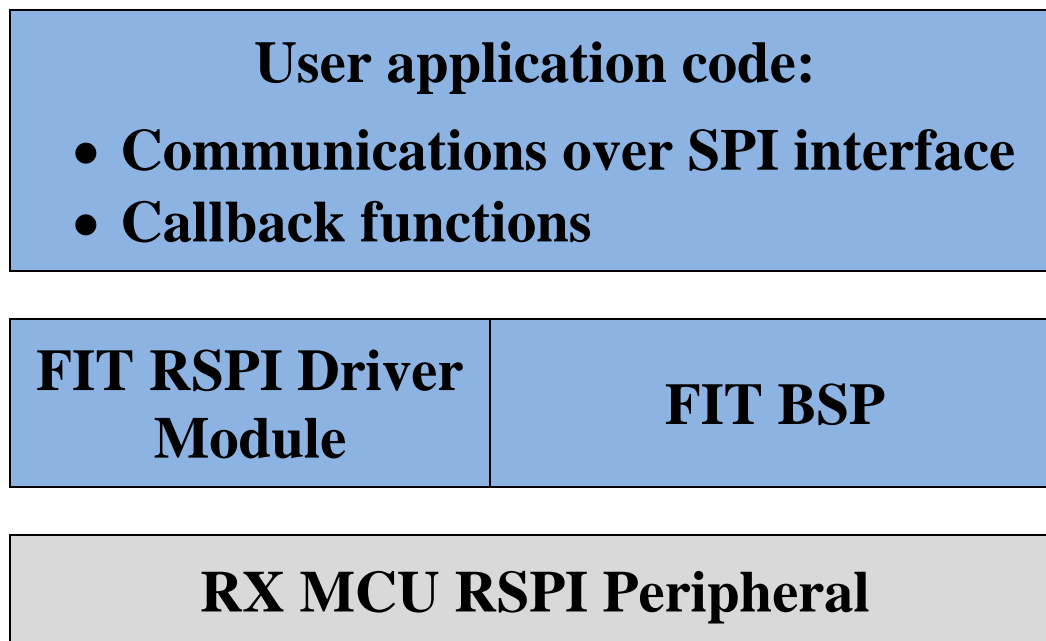 User application code:
• Communications over SPI interface
• Callback functions
FIT RSPI Driver
Module
FIT BSP
RX MCU RSPI Peripheral